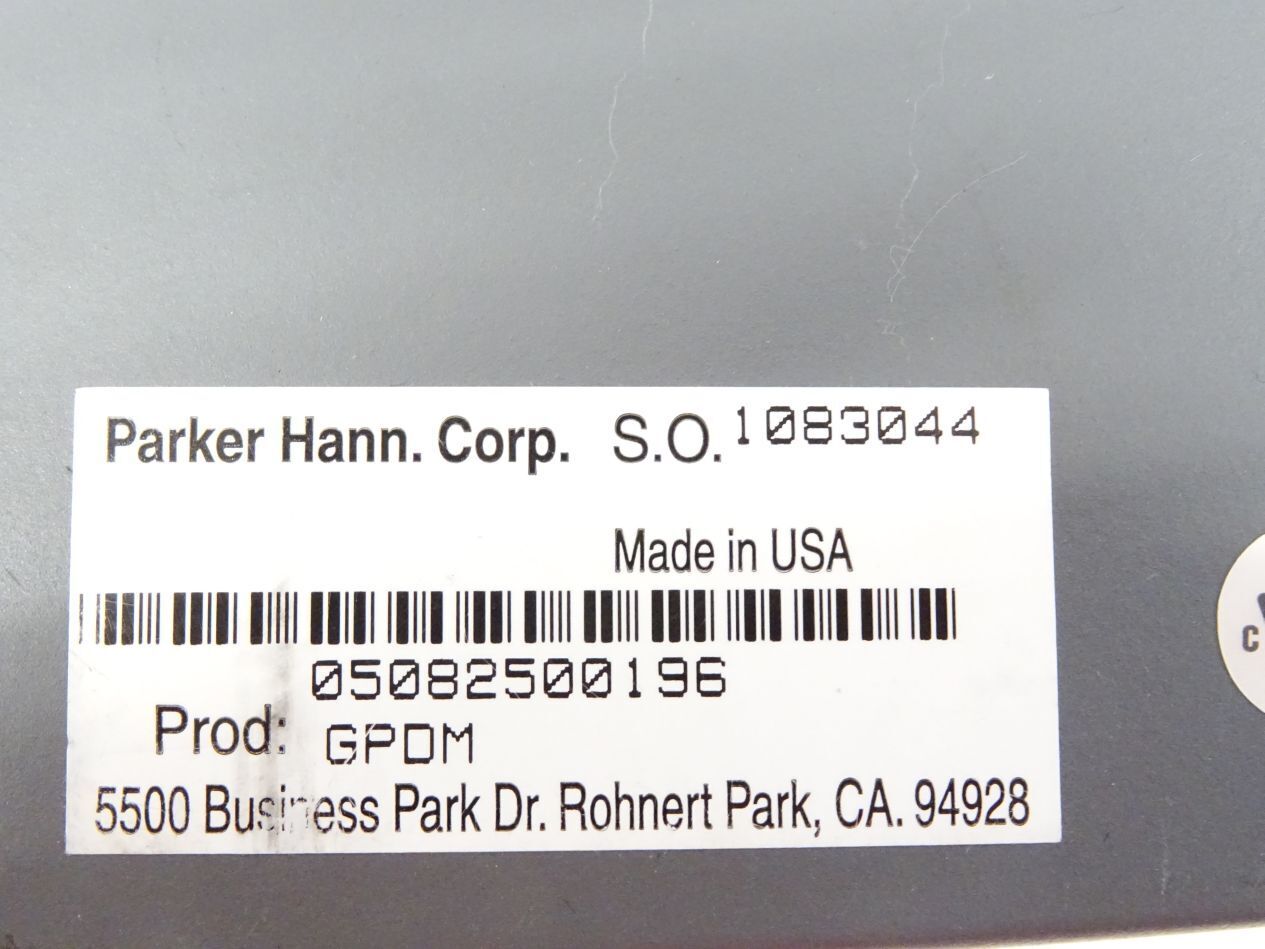 Parker Hann. Corp. S.O. 1083044
Made in USA
05082500196
Prod: GPDM
5500 Business Park Dr. Rohnert Park, CA. 94928
C